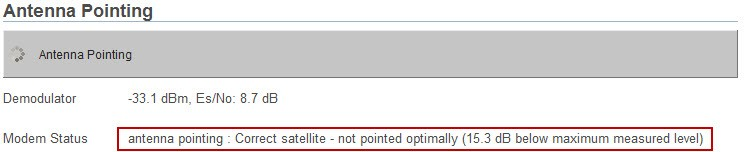 Antenna Pointing
Antenna Pointing
Demodulator -33.1 dBm, Es/No: 8.7 dB
Modem Status antenna pointing : Correct satellite - not pointed optimally (15.3 dB below maximum measured level)